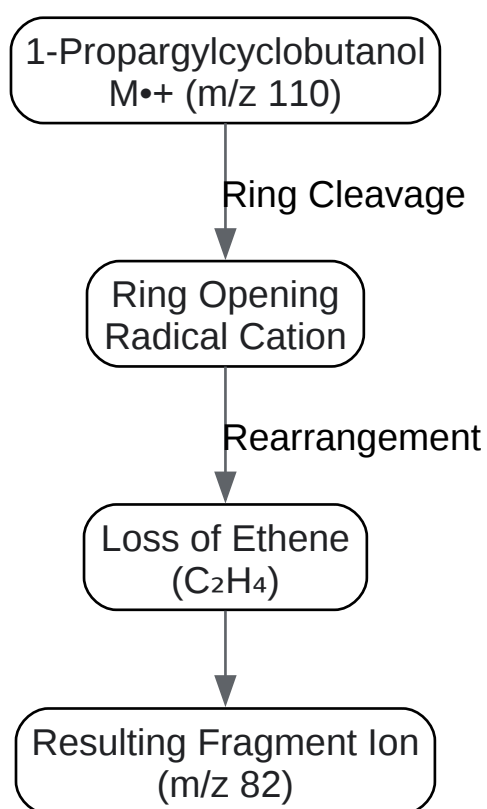 1-Propargylcyclobutanol
M•+ (m/z 110)
Ring Cleavage
Ring Opening
Radical Cation
Rearrangement
Loss of Ethene
(C₂H₄)
Resulting Fragment Ion
(m/z 82)